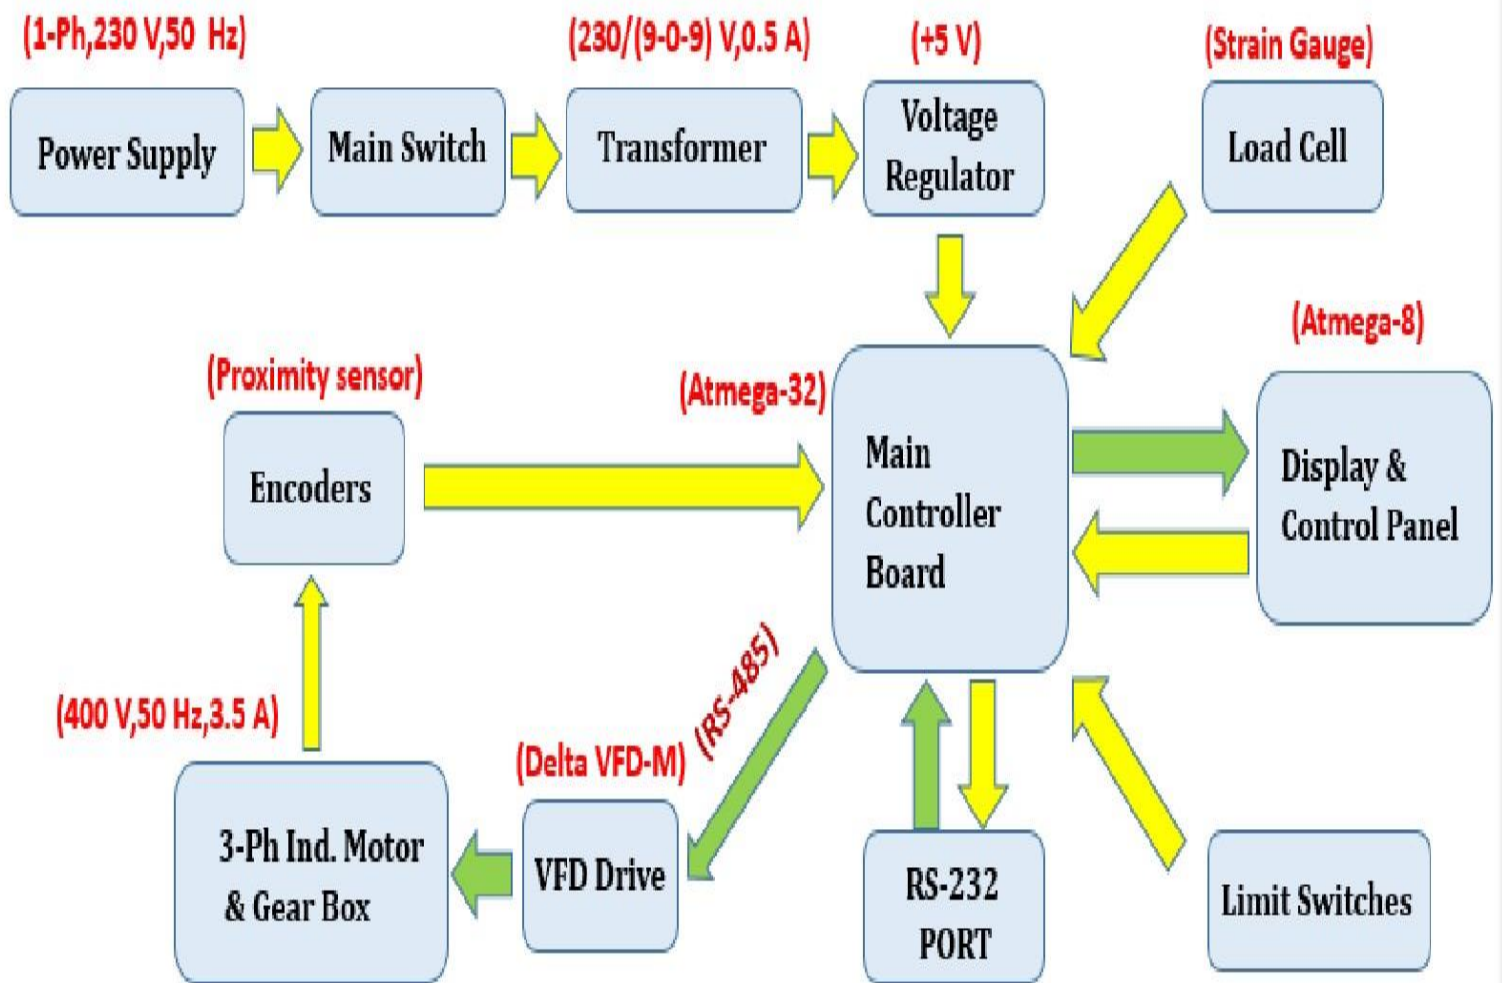 (1-Ph,230 V,50 Hz)
(230/(9-0-9) V,0.5 A)
(+5 V)
(Strain Gauge)
Power Supply
Main Switch
Transformer
Voltage
Regulator
Load Cell
(Atmega-8)
(Proximity sensor)
(Atmega-32)
Encoders
Main
Controller
Board
Display &
Control Panel
(RS-485)
(400 V,50 Hz,3.5 A)
(Delta VFD-M)
3-Ph Ind. Motor
& Gear Box
VFD Drive
RS-232
PORT
Limit Switches